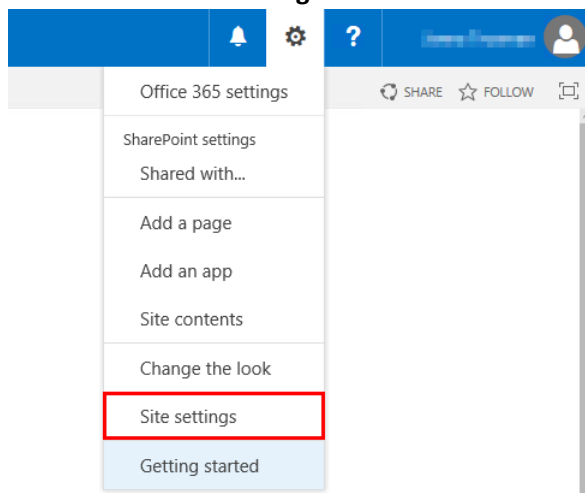 ?
Office 365 settings
SHARE FOLLOW
SharePoint settings
Shared with...
Add a page
Add an app
Site contents
Change the look
Site settings
Getting started